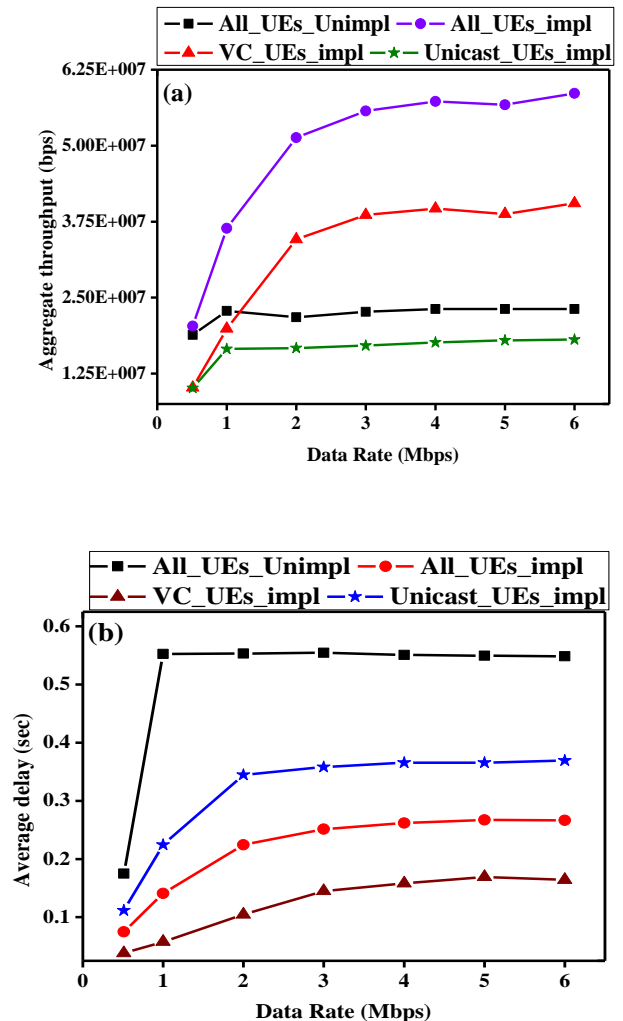 All_UEs_Unimpl All_UEs_impl
VC_UEs_impl Unicast_UEs_impl
6.25E+007
(a)
5.00E+007
3.75E+007
2.50E+007
1.25E+007
Aggregate throughput (bps)
0 1 2 3 4 5 6
Data Rate (Mbps)
All_UEs_Unimpl All_UEs_impl
VC_UEs_impl Unicast_UEs_impl
0.6
(b)
0.5
0.4
0.3
0.2
0.1
Average delay (sec)
0 1 2 3 4 5 6
Data Rate (Mbps)